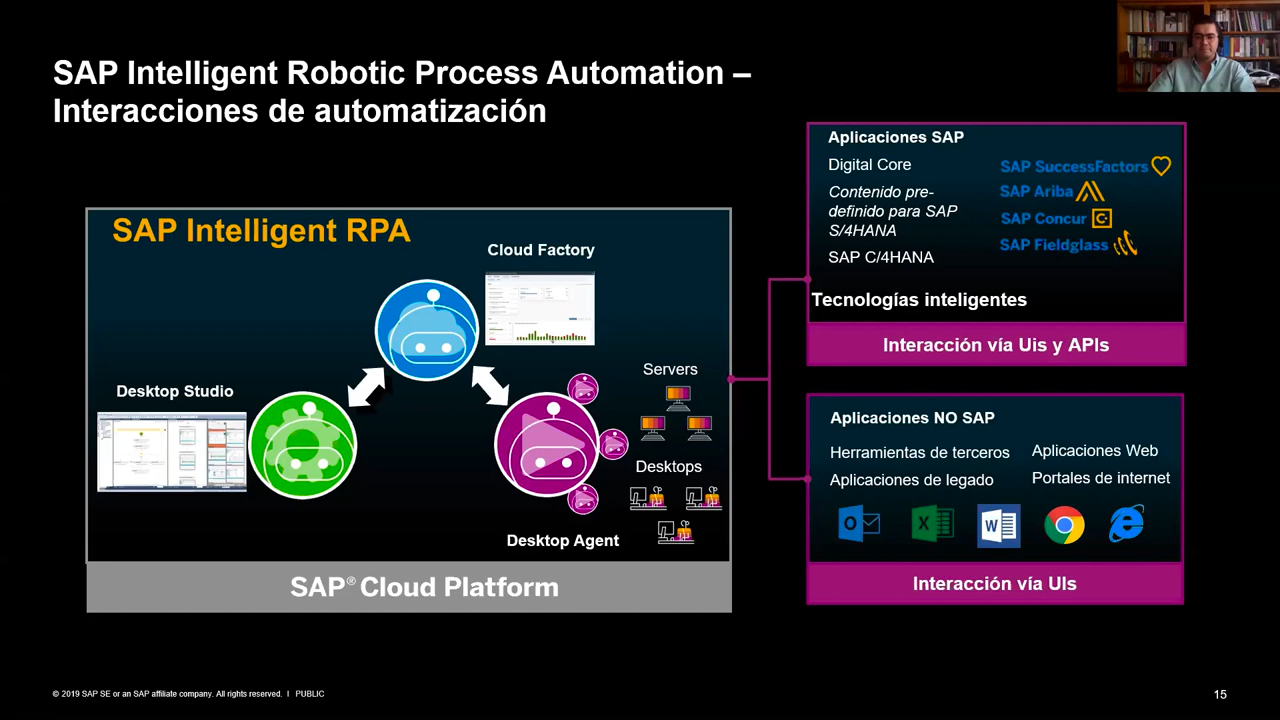 SAP Intelligent Robotic Process Automation –
Interacciones de automatización
SAP Intelligent RPA
Cloud Factory
Desktop Studio
Servers
Desktops
Desktop Agent
SAP® Cloud Platform
Aplicaciones SAP
Digital Core
Contenido pre-
definido para SAP
S/4HANA
SAP C/4HANA
SAP SuccessFactors
SAP Ariba
SAP Concur
SAP Fieldglass
Tecnologías inteligentes
Interacción vía Uis y APIs
Aplicaciones NO SAP
Herramientas de terceros
Aplicaciones de legado
Aplicaciones Web
Portales de internet
Interacción vía UIs
© 2019 SAP SE or an SAP affiliate company. All rights reserved. I PUBLIC
15